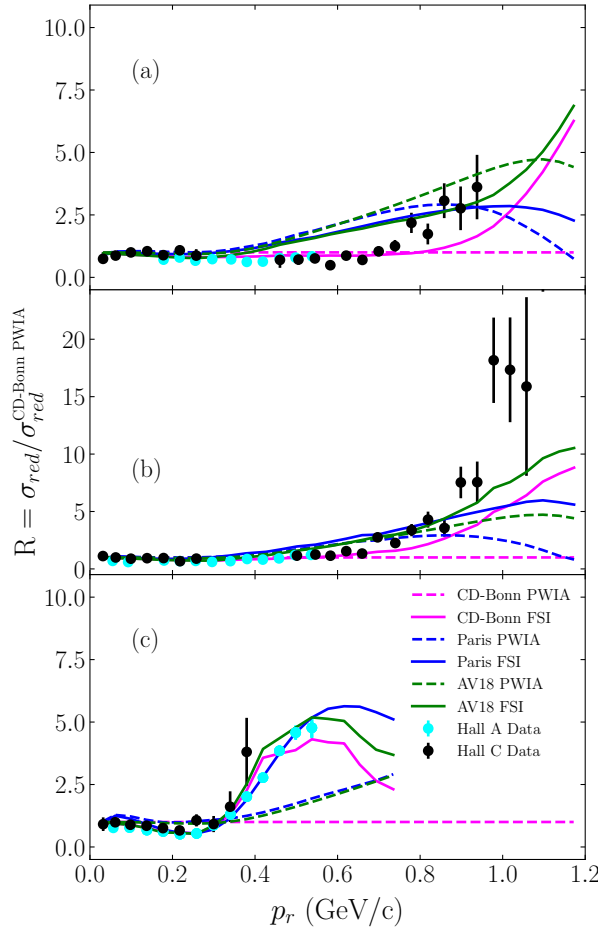 10.0
(a)
7.5
5.0
2.5
0.0
R = σ_red/σ_red^CD-Bonn PWIA
20
15
10
(b)
5
0
10.0
(c)
7.5
5.0
2.5
0.0
CD-Bonn PWIA
CD-Bonn FSI
Paris PWIA
Paris FSI
AV18 PWIA
AV18 FSI
Hall A Data
Hall C Data
0.0 0.2 0.4 0.6 0.8 1.0 1.2
p_r (GeV/c)